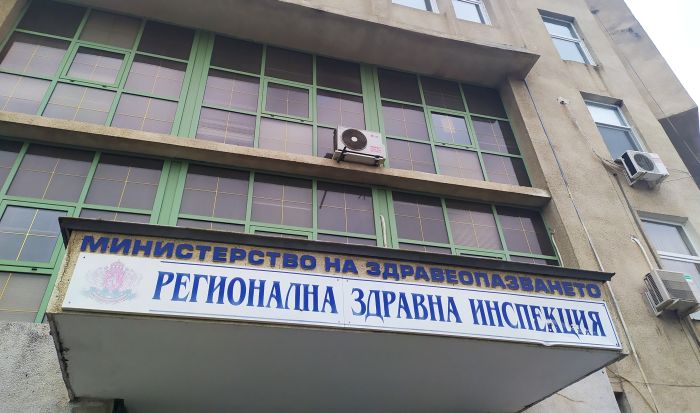 МИНИСТЕРСТВО НА ЗДРАВЕОПАЗВАНЕТО
РЕГИОНАЛНА ЗДРАВНА ИНСПЕКЦИЯ